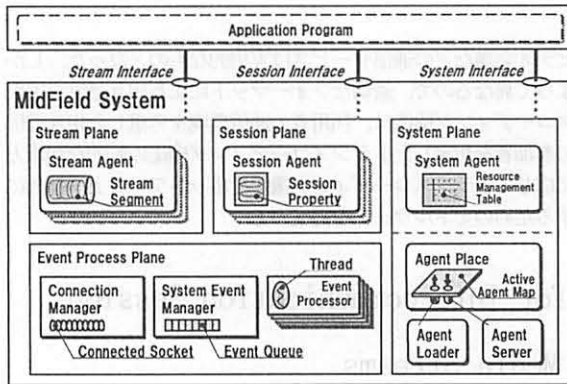 Application Program
Stream Interface
Session Interface
System Interface
MidField System
Stream Plane
Stream Agent
Stream
Segment
Session Plane
Session Agent
Session
Property
System Plane
System Agent
Resource
Management
Table
Event Process Plane
Connection
Manager
Connected Socket
System Event
Manager
Event Queue
Thread
Event
Processor
Agent Place
Active
Agent Map
Agent
Loader
Agent
Server